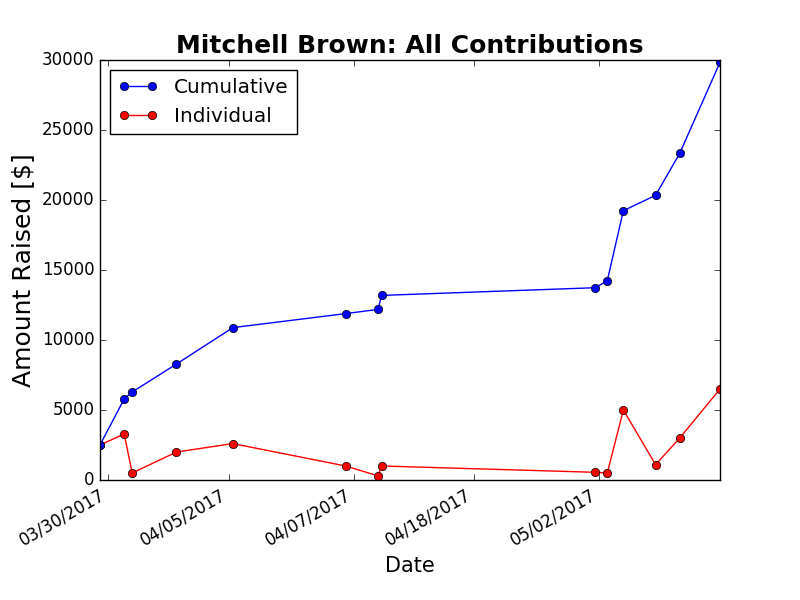 Mitchell Brown: All Contributions
30000
25000
20000
15000
10000
5000
0
Amount Raised [$]
Cumulative
Individual
03/30/2017
04/05/2017
04/07/2017
04/18/2017
05/02/2017
Date